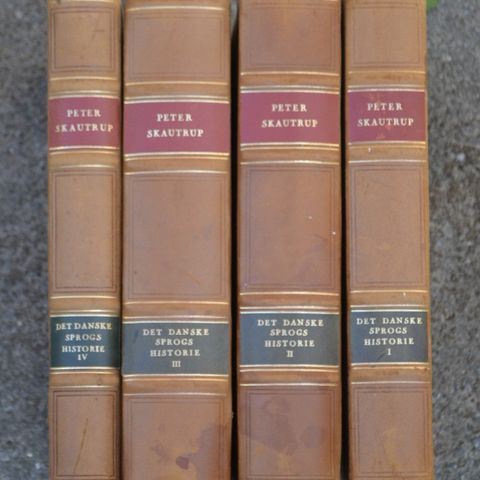 PETER
SKAUTRUP
DET DANSKE
SPROGS
HISTORIE
IV
PETER
SKAUTRUP
DET DANSKE
SPROGS
HISTORIE
III
PETER
SKAUTRUP
DET DANSKE
SPROGS
HISTORIE
II
PETER
SKAUTRUP
DET DANSKE
SPROGS
HISTORIE
I